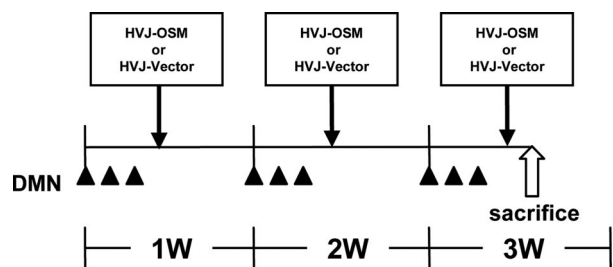 HVJ-OSM
or
HVJ-Vector
HVJ-OSM
or
HVJ-Vector
HVJ-OSM
or
HVJ-Vector
DMN
sacrifice
1W
2W
3W